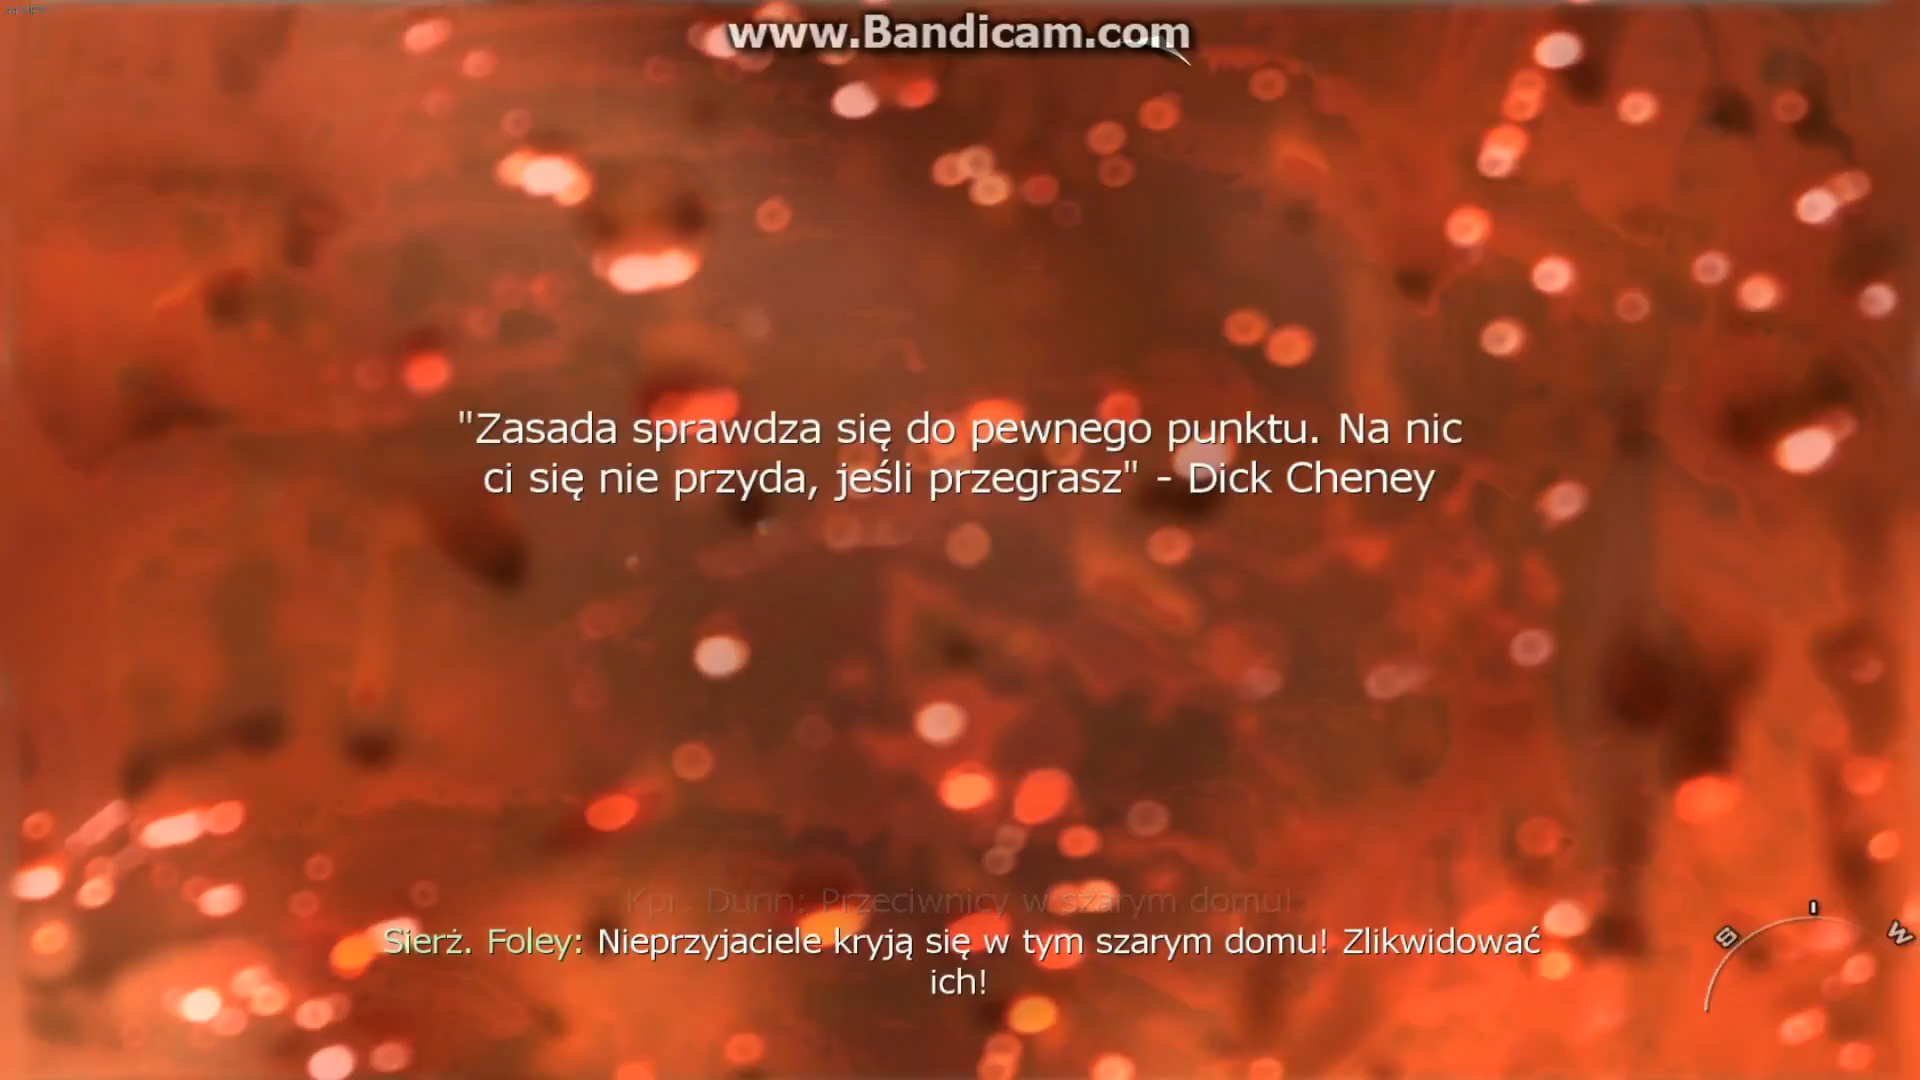 www.Bandicam.com
"Zasada sprawdza się do pewnego punktu. Na nic
ci się nie przyda, jeśli przegrasz" - Dick Cheney
Kpr. Dunn: Przeciwnicy w szarym domu!
Sierż. Foley: Nieprzyjaciele kryją się w tym szarym domu! Zlikwidować
ich!
S
W